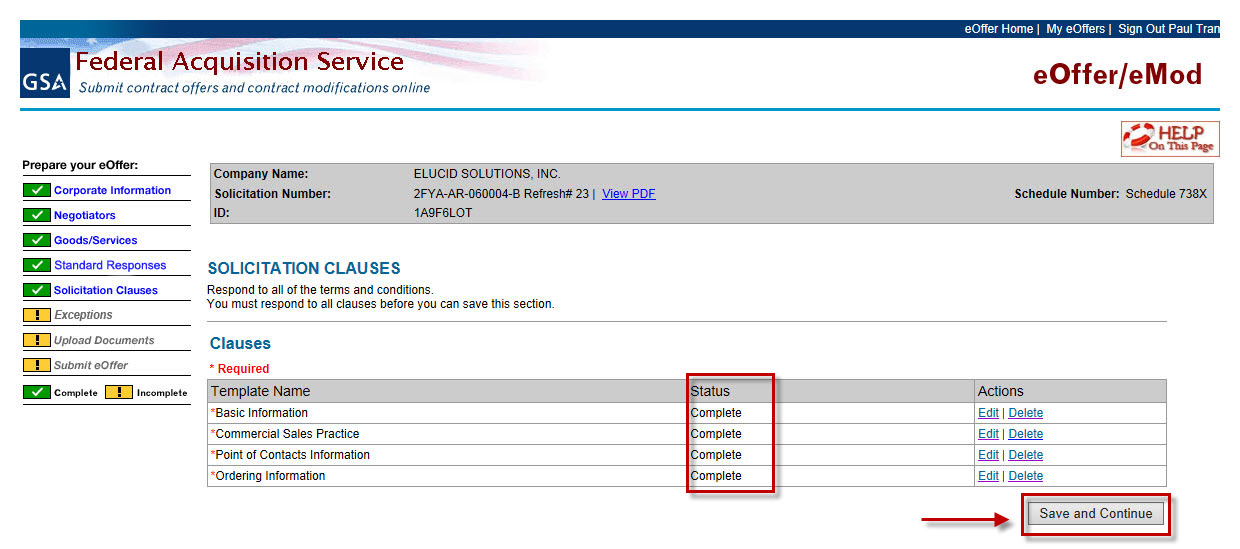 eOffer Home | My eOffers | Sign Out Paul Tran
GSA
Federal Acquisition Service
Submit contract offers and contract modifications online
eOffer/eMod
HELP
On This Page
Prepare your eOffer:
Corporate Information
Negotiators
Goods/Services
Standard Responses
Solicitation Clauses
! Exceptions
! Upload Documents
! Submit eOffer
Complete ! Incomplete
Company Name: ELUCID SOLUTIONS, INC.
Solicitation Number: 2FYA-AR-060004-B Refresh# 23 | View PDF Schedule Number: Schedule 738X
ID: 1A9F6LOT
SOLICITATION CLAUSES
Respond to all of the terms and conditions.
You must respond to all clauses before you can save this section.
Clauses
* Required
Template Name Status Actions
*Basic Information Complete Edit | Delete
*Commercial Sales Practice Complete Edit | Delete
*Point of Contacts Information Complete Edit | Delete
*Ordering Information Complete Edit | Delete
Save and Continue